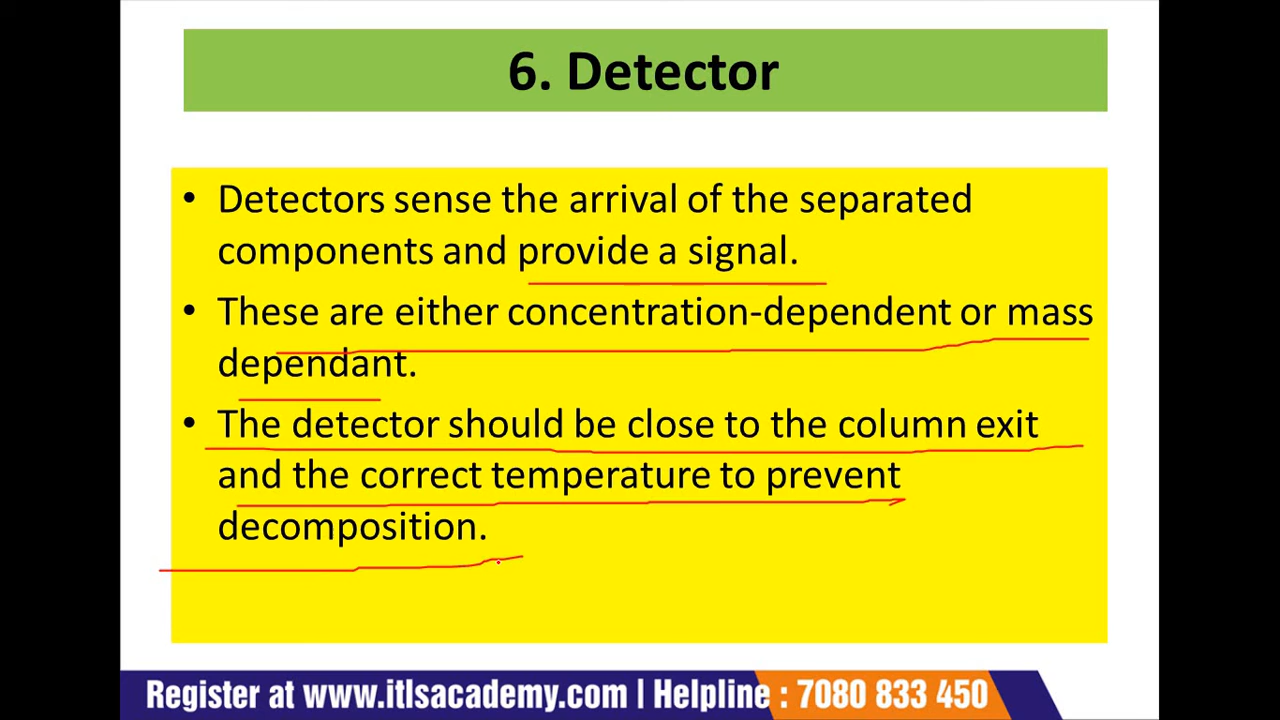 6. Detector
• Detectors sense the arrival of the separated
components and provide a signal.
• These are either concentration-dependent or mass
dependant.
• The detector should be close to the column exit
and the correct temperature to prevent
decomposition.
Register at www.itlsacademy.com | Helpline : 7080 833 450